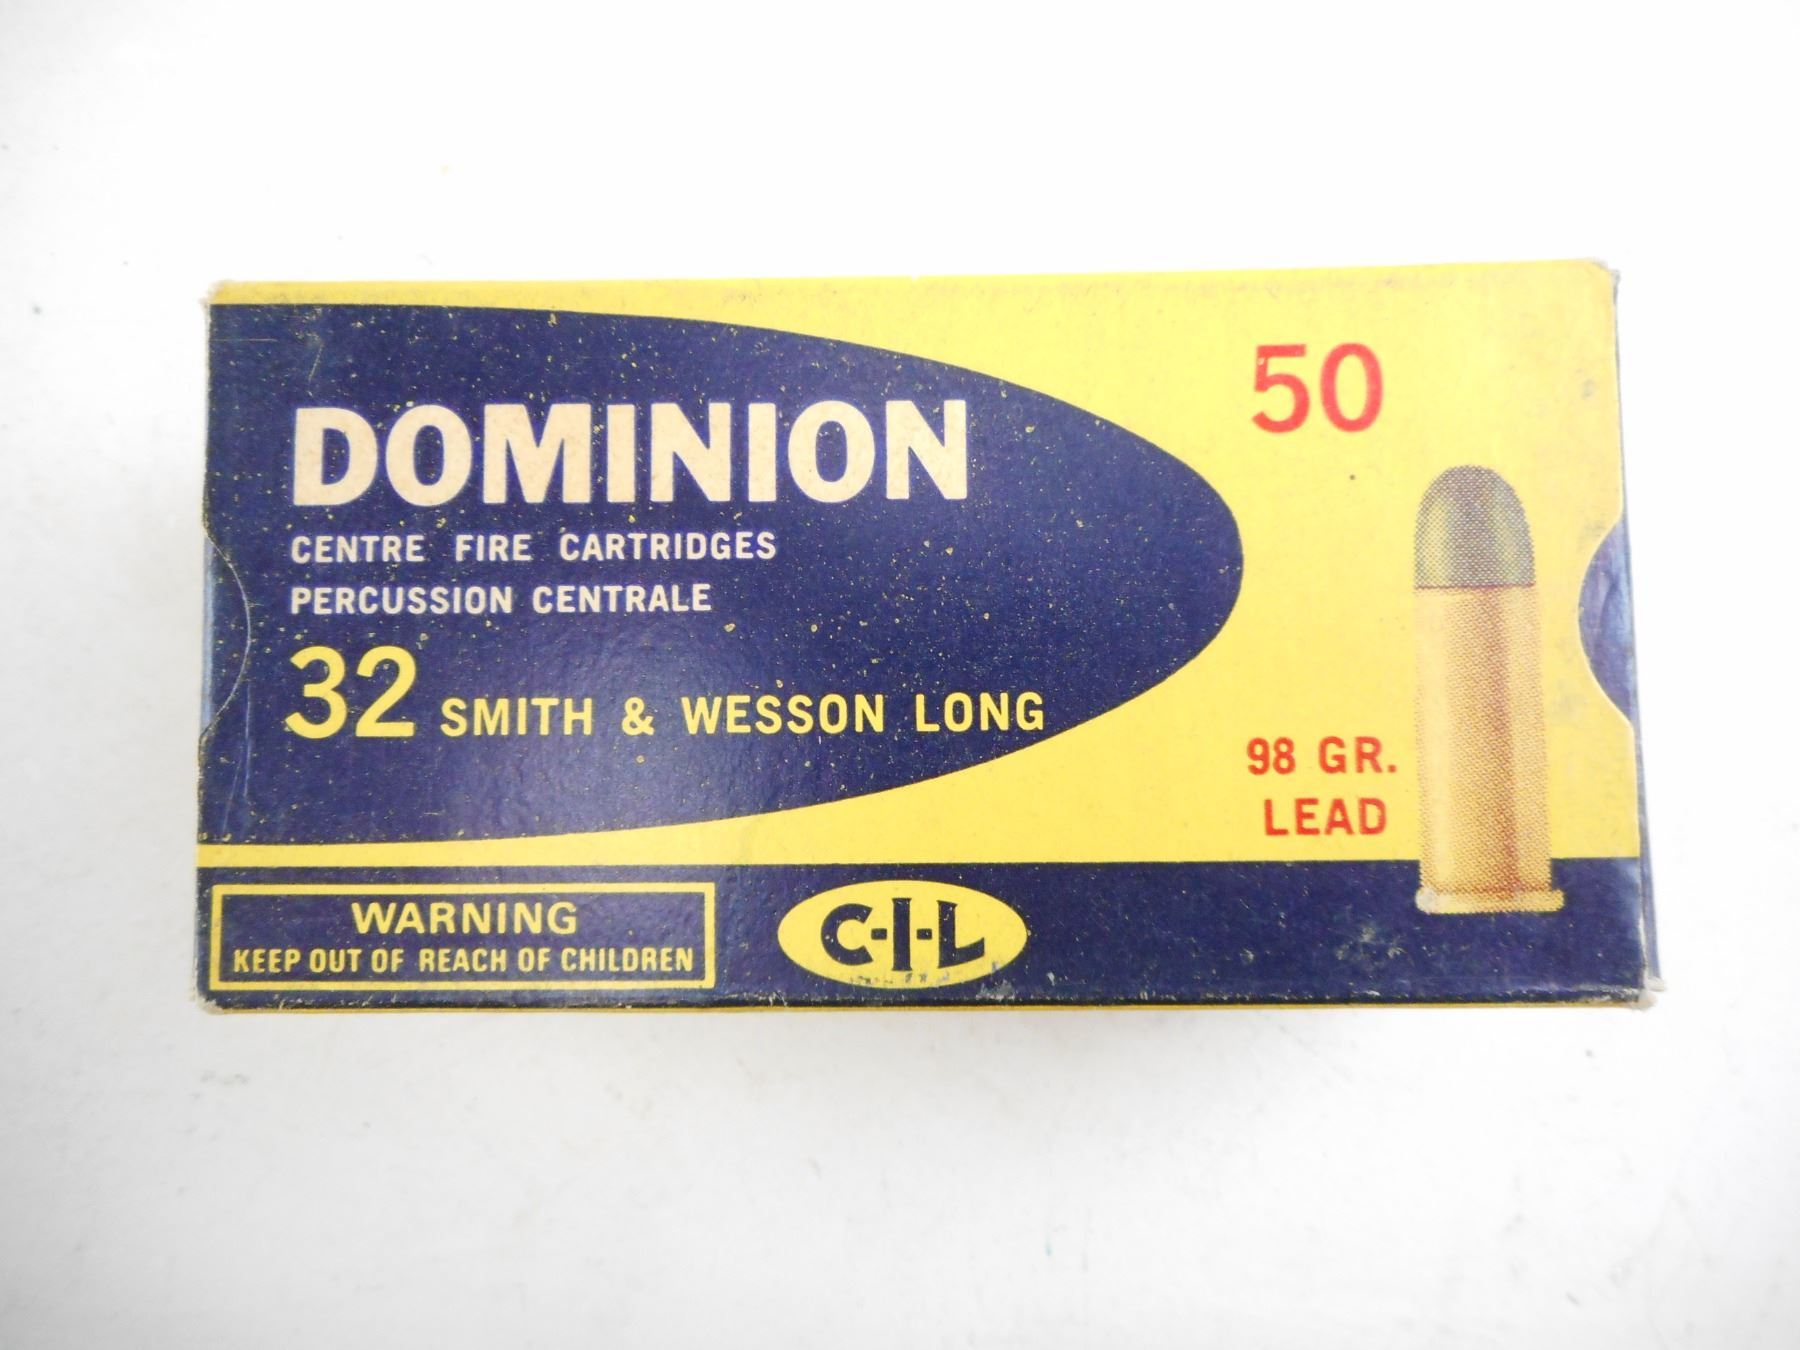 DOMINION
CENTRE FIRE CARTRIDGES
PERCUSSION CENTRALE
32 SMITH & WESSON LONG
50
98 GR.
LEAD
WARNING
KEEP OUT OF REACH OF CHILDREN
C-I-L